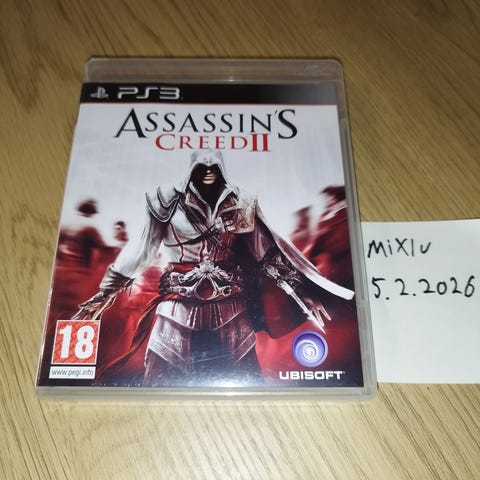 PS3
ASSASSIN'S
CREED II
MiXlu
5.2.2026
18
www.pegi.info
UBISOFT